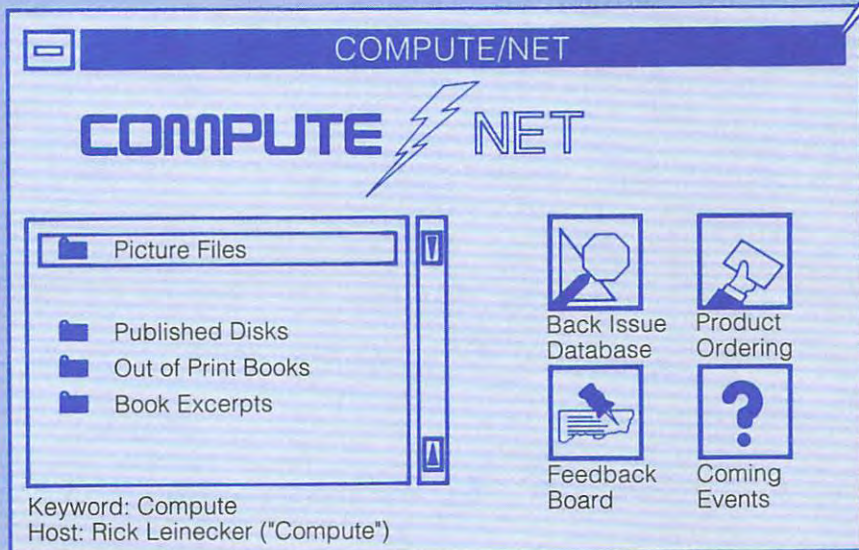 COMPUTE/NET
COMPUTE NET
Picture Files
Published Disks
Out of Print Books
Book Excerpts
Back Issue
Database
Product
Ordering
Feedback
Board
Coming
Events
Keyword: Compute
Host: Rick Leinecker ("Compute")